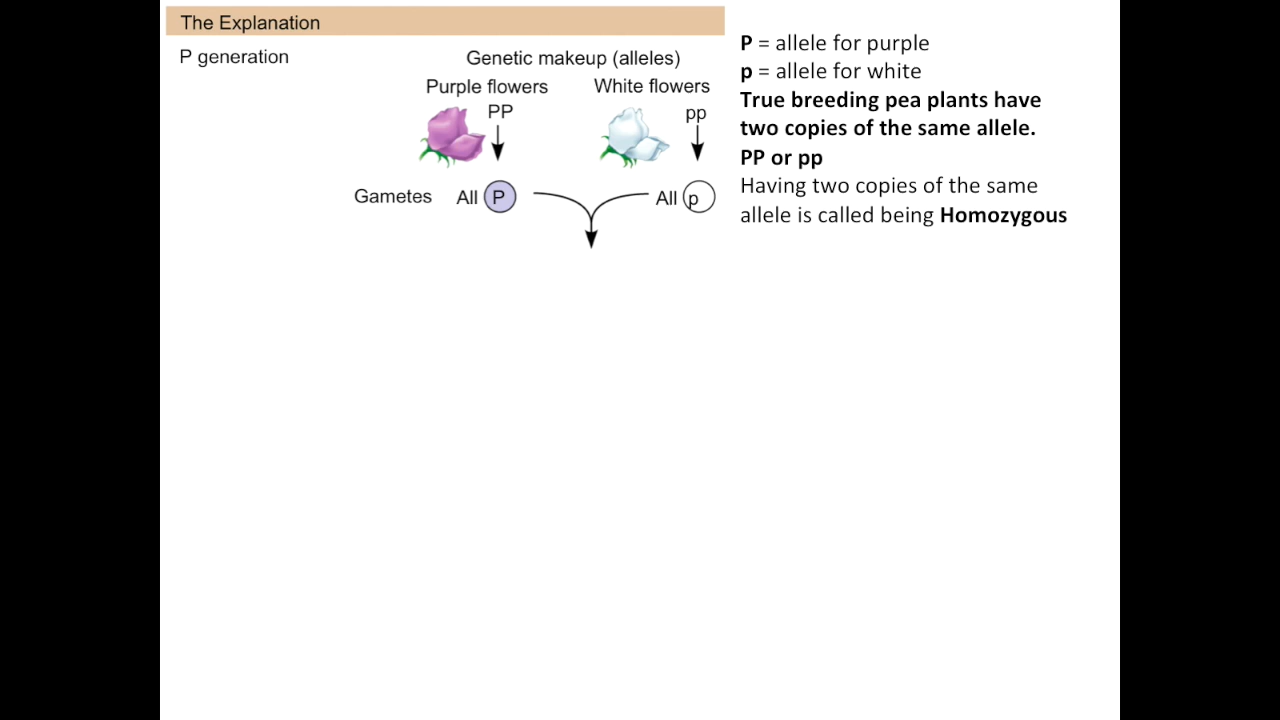 The Explanation
P generation
Genetic makeup (alleles)
Purple flowers
White flowers
PP
pp
Gametes
All P
All p
P = allele for purple
p = allele for white
True breeding pea plants have
two copies of the same allele.
PP or pp
Having two copies of the same
allele is called being Homozygous